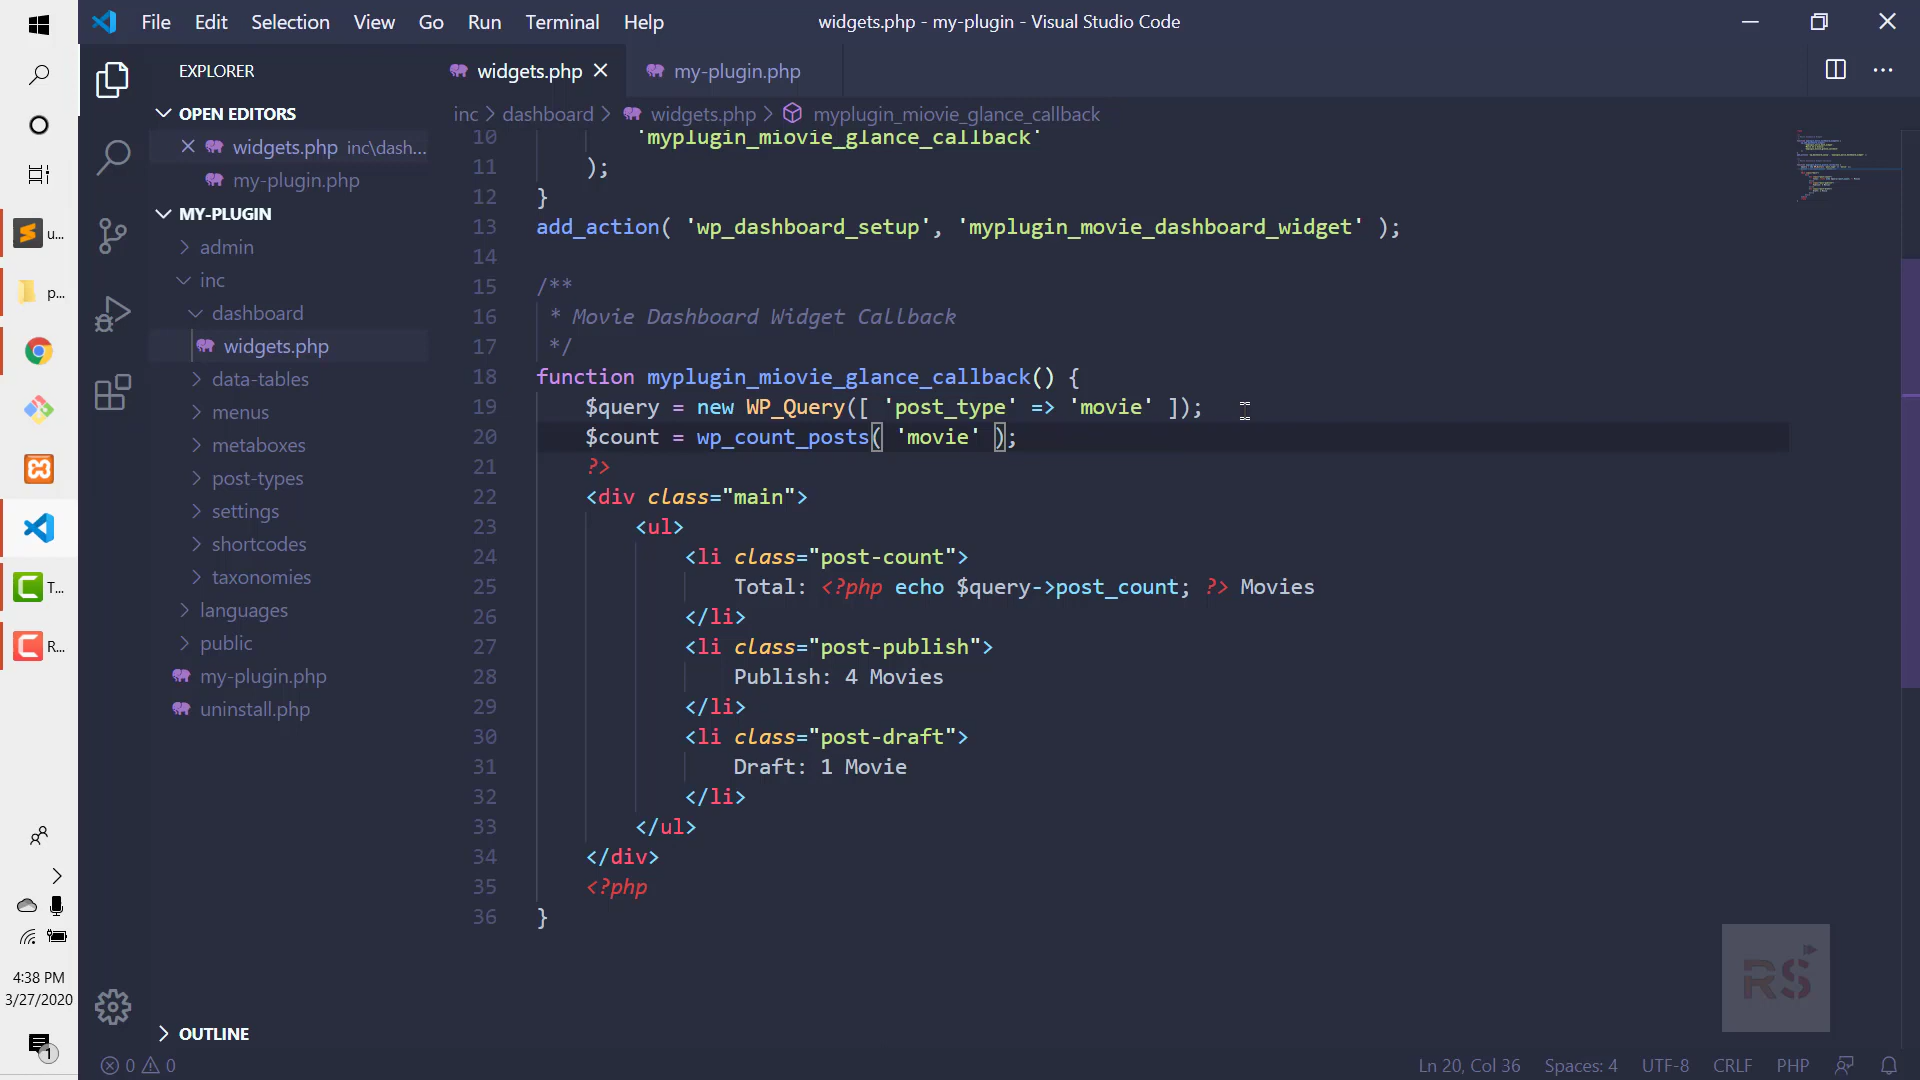 File Edit Selection View Go Run Terminal Help
widgets.php - my-plugin - Visual Studio Code
EXPLORER
OPEN EDITORS
widgets.php inc\dash...
my-plugin.php
MY-PLUGIN
admin
inc
dashboard
widgets.php
data-tables
menus
metaboxes
post-types
settings
shortcodes
taxonomies
languages
public
my-plugin.php
uninstall.php
OUTLINE
widgets.php
my-plugin.php
inc > dashboard > widgets.php > myplugin_miovie_glance_callback
10 'myplugin_miovie_glance_callback'
11 );
12 }
13 add_action( 'wp_dashboard_setup', 'myplugin_movie_dashboard_widget' );
14
15 /**
16 * Movie Dashboard Widget Callback
17 */
18 function myplugin_miovie_glance_callback() {
19 $query = new WP_Query([ 'post_type' => 'movie' ]);
20 $count = wp_count_posts( 'movie' );
21 ?>
22 <div class="main">
23 <ul>
24 <li class="post-count">
25 Total: <?php echo $query->post_count; ?> Movies
26 </li>
27 <li class="post-publish">
28 Publish: 4 Movies
29 </li>
30 <li class="post-draft">
31 Draft: 1 Movie
32 </li>
33 </ul>
34 </div>
35 <?php
36 }
u...
p...
T...
R...
4:38 PM
3/27/2020
1
RS
0 0
Ln 20, Col 36 Spaces: 4 UTF-8 CRLF PHP